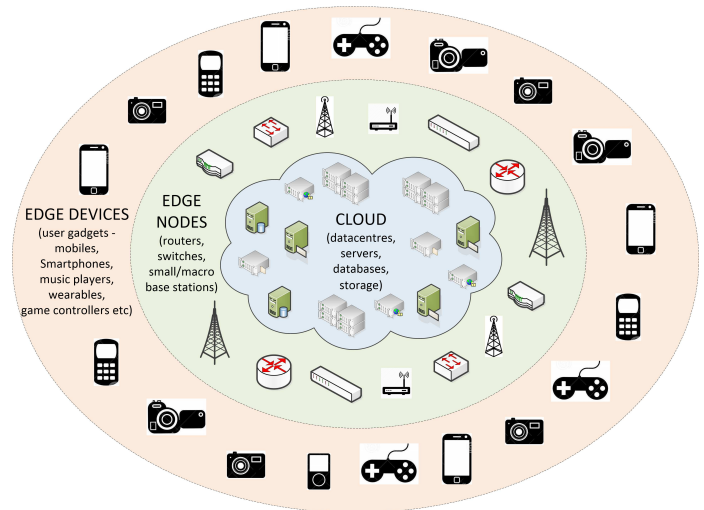 EDGE DEVICES
(user gadgets -
mobiles,
Smartphones,
music players,
wearables,
game controllers etc)
EDGE
NODES
(routers,
switches,
small/macro
base stations)
CLOUD
(datacentres,
servers,
databases,
storage)